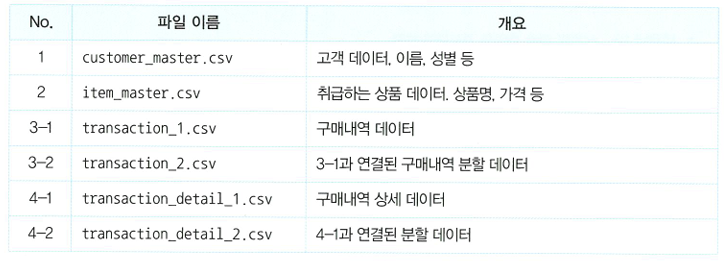 No. 파일 이름 개요
1 customer_master.csv 고객 데이터, 이름, 성별 등
2 item_master.csv 취급하는 상품 데이터. 상품명, 가격 등
3-1 transaction_1.csv 구매내역 데이터
3-2 transaction_2.csv 3-1과 연결된 구매내역 분할 데이터
4-1 transaction_detail_1.csv 구매내역 상세 데이터
4-2 transaction_detail_2.csv 4-1과 연결된 분할 데이터